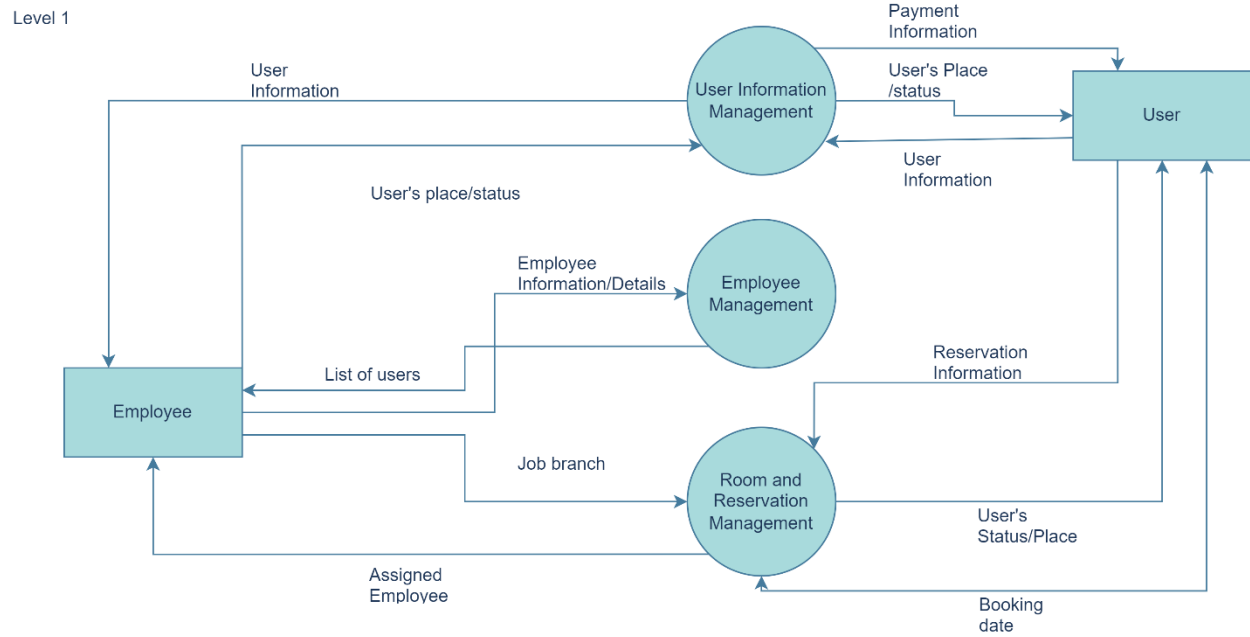 Level 1
Payment
Information
User
Information
User's Place
/status
User Information
Management
User
User
Information
User's place/status
Employee
Information/Details
Employee
Management
Reservation
Information
List of users
Employee
Job branch
Room and
Reservation
Management
User's
Status/Place
Assigned
Employee
Booking
date